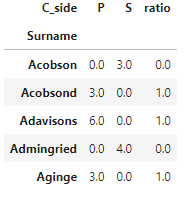 C_side P S ratio
Surname
Acobson 0.0 3.0 0.0
Acobsond 3.0 0.0 1.0
Adavisons 6.0 0.0 1.0
Admingried 0.0 4.0 0.0
Aginge 3.0 0.0 1.0